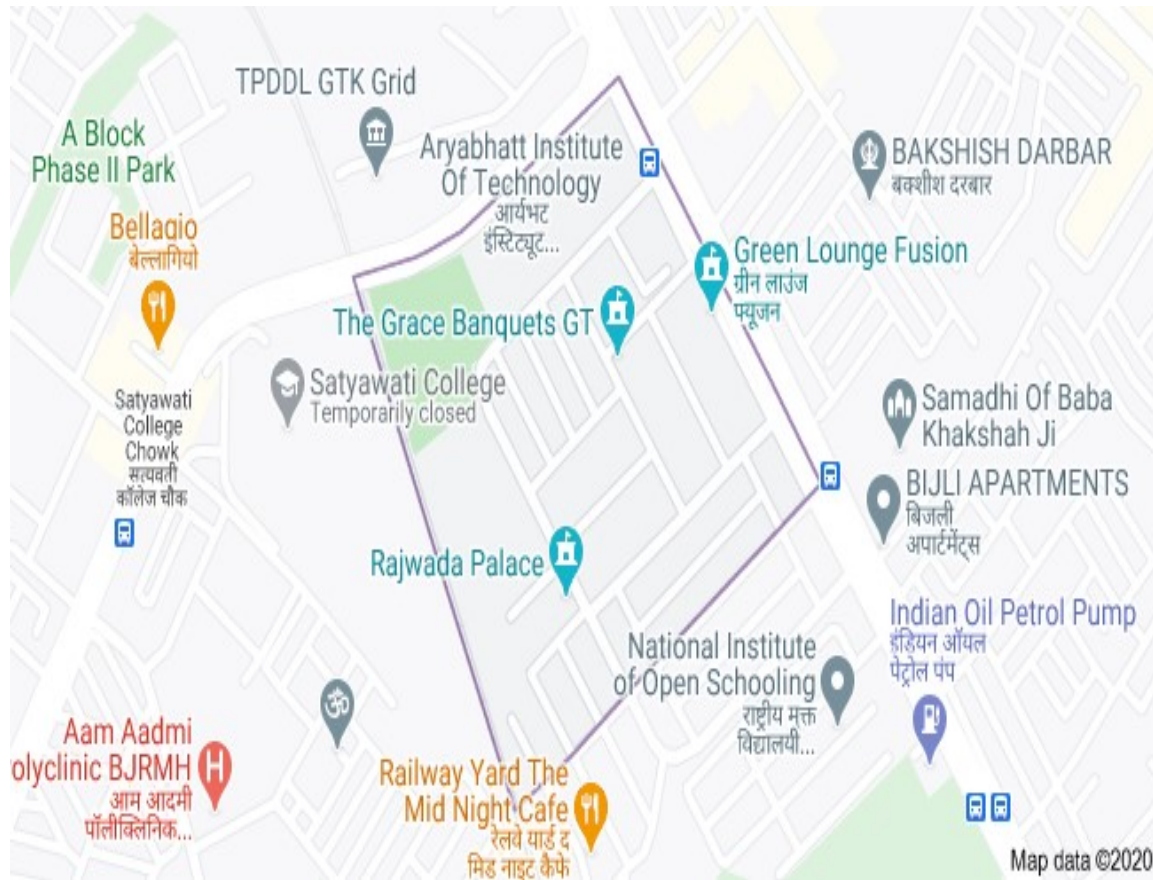 TPDDL GTK Grid
A Block
Phase II Park
Aryabhatt Institute
Of Technology
आर्यभट
इंस्टिट्यूट...
BAKSHISH DARBAR
बक्शीश दरबार
Bellagio
बेल्लागियो
Green Lounge Fusion
ग्रीन लाउंज
फ्यूजन
The Grace Banquets GT
Satyawati College
Temporarily closed
Satyawati
College
Chowk
सत्यवती
कॉलेज चौक
Samadhi Of Baba
Khakshah Ji
BIJLI APARTMENTS
बिजली
अपार्टमेंट्स
Rajwada Palace
Indian Oil Petrol Pump
इंडियन ऑयल
पेट्रोल पंप
National Institute
of Open Schooling
राष्ट्रीय मुक्त
विद्यालयी...
Aam Aadmi
olyclinic BJRMH
आम आदमी
पॉलीक्लिनिक...
Railway Yard The
Mid Night Cafe
रेलवे यार्ड द
मिड नाइट कैफे
Map data ©2020